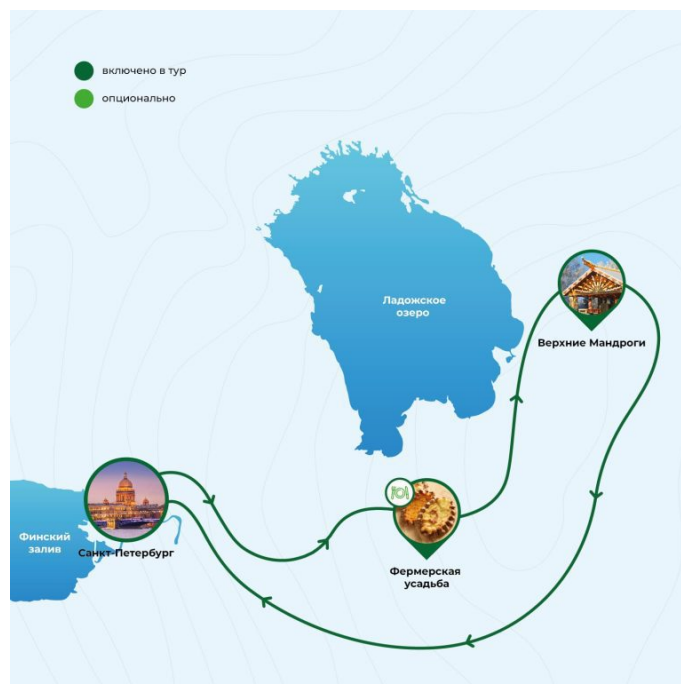 включено в тур
опционально
Ладожское
озеро
Верхние Мандроги
Финский
залив
Санкт-Петербург
Фермерская
усадьба